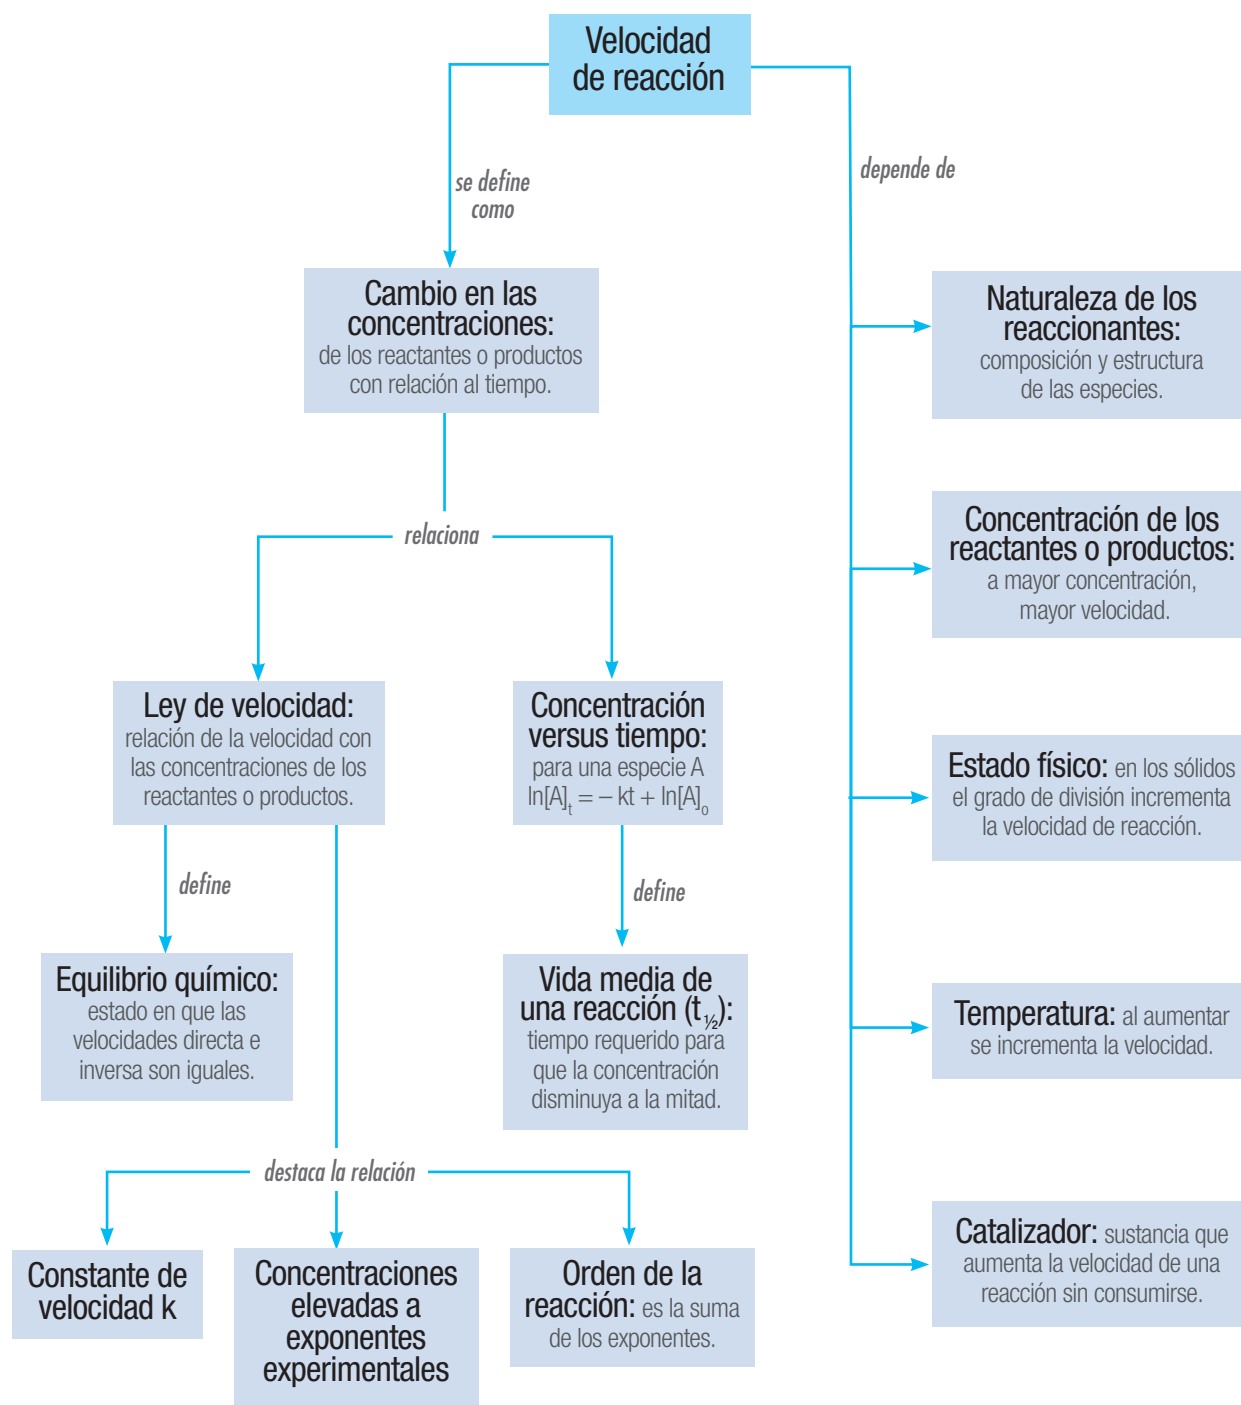 Velocidad
de reacción
se define
como
depende de
Cambio en las
concentraciones:
de los reactantes o productos
con relación al tiempo.
Naturaleza de los
reaccionantes:
composición y estructura
de las especies.
Concentración de los
reactantes o productos:
a mayor concentración,
mayor velocidad.
relaciona
Ley de velocidad:
relación de la velocidad con
las concentraciones de los
reactantes o productos.
Concentración
versus tiempo:
para una especie A
ln[A]t = – kt + ln[A]o
Estado físico: en los sólidos
el grado de división incrementa
la velocidad de reacción.
define
define
Equilibrio químico:
estado en que las
velocidades directa e
inversa son iguales.
Vida media de
una reacción (t ½):
tiempo requerido para
que la concentración
disminuya a la mitad.
Temperatura: al aumentar
se incrementa la velocidad.
destaca la relación
Constante de
velocidad k
Concentraciones
elevadas a
exponentes
experimentales
Orden de la
reacción: es la suma
de los exponentes.
Catalizador: sustancia que
aumenta la velocidad de una
reacción sin consumirse.